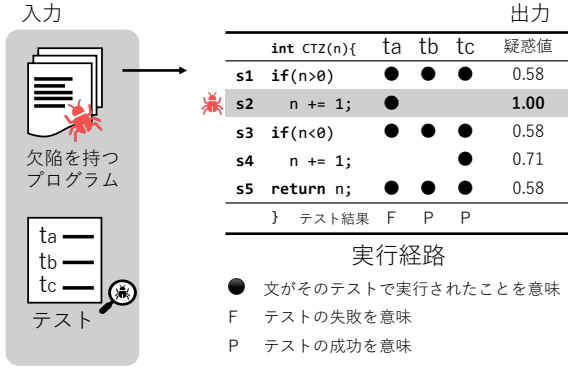 入力
欠陥を持つ
プログラム
ta
tb
tc
テスト
出力
int CTZ(n){ ta tb tc 疑惑値
s1 if(n>0) ● ● ● 0.58
s2 n += 1; ● 1.00
s3 if(n<0) ● ● ● 0.58
s4 n += 1; ● 0.71
s5 return n; ● ● ● 0.58
} テスト結果 F P P
実行経路
● 文がそのテストで実行されたことを意味
F テストの失敗を意味
P テストの成功を意味